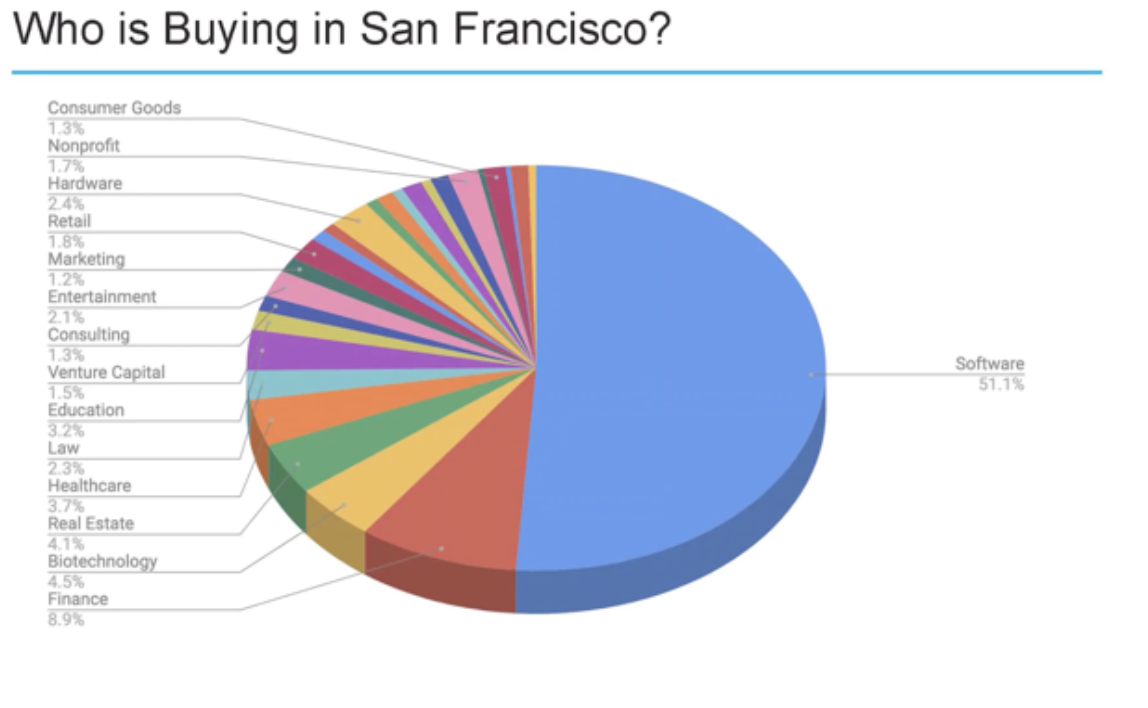 Who is Buying in San Francisco?
Consumer Goods
1.3%
Nonprofit
1.7%
Hardware
2.4%
Retail
1.8%
Marketing
1.2%
Entertainment
2.1%
Consulting
1.3%
Venture Capital
1.5%
Education
3.2%
Law
2.3%
Healthcare
3.7%
Real Estate
4.1%
Biotechnology
4.5%
Finance
8.9%
Software
51.1%